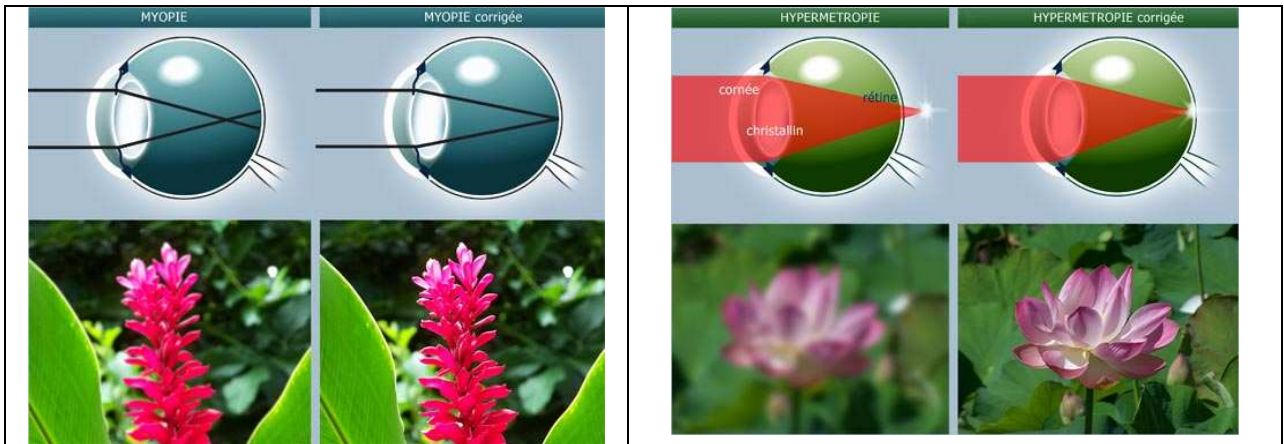 MYOPIE
MYOPIE corrigée
HYPERMETROPIE
HYPERMETROPIE corrigée
cornée
rétine
christallin